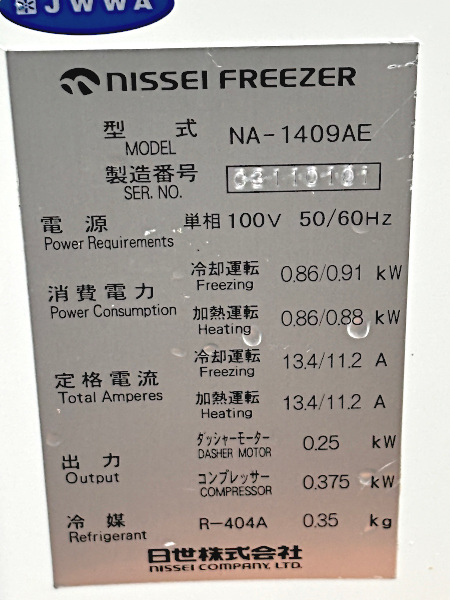 JWWA
NISSEI FREEZER
型式 NA-1409AE
MODEL
製造番号
SER. NO.
電源 単相100V 50/60Hz
Power Requirements
冷却運転 0.86/0.91 kW
Freezing
消費電力
Power Consumption
加熱運転 0.86/0.88 kW
Heating
冷却運転 13.4/11.2 A
Freezing
定格電流
Total Amperes
加熱運転 13.4/11.2 A
Heating
ダッシャーモーター 0.25 kW
DASHER MOTOR
出力
Output
コンプレッサー 0.375 kW
COMPRESSOR
冷媒 R-404A 0.35 kg
Refrigerant
日世株式会社
NISSEI COMPANY, LTD.